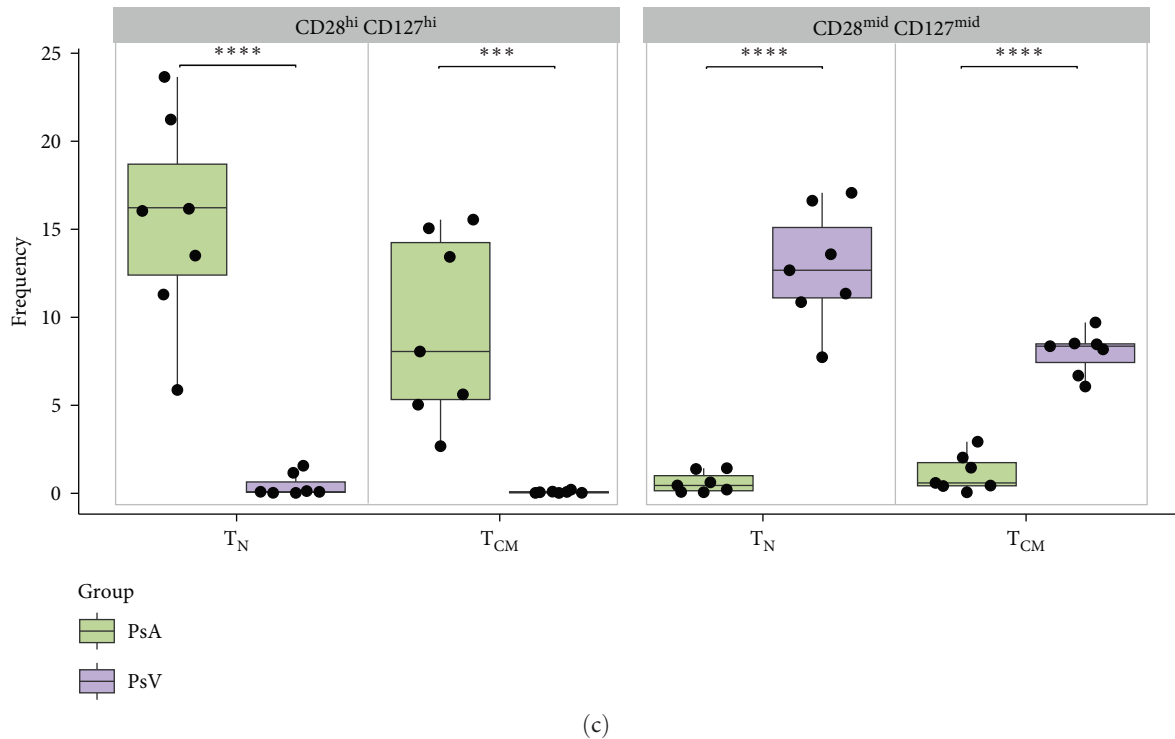 CD28hi CD127hi
CD28mid CD127mid
**** *** **** ****
25
20
15
10
5
0
Frequency
TN TCM TN TCM
Group
PsA
PsV
(c)